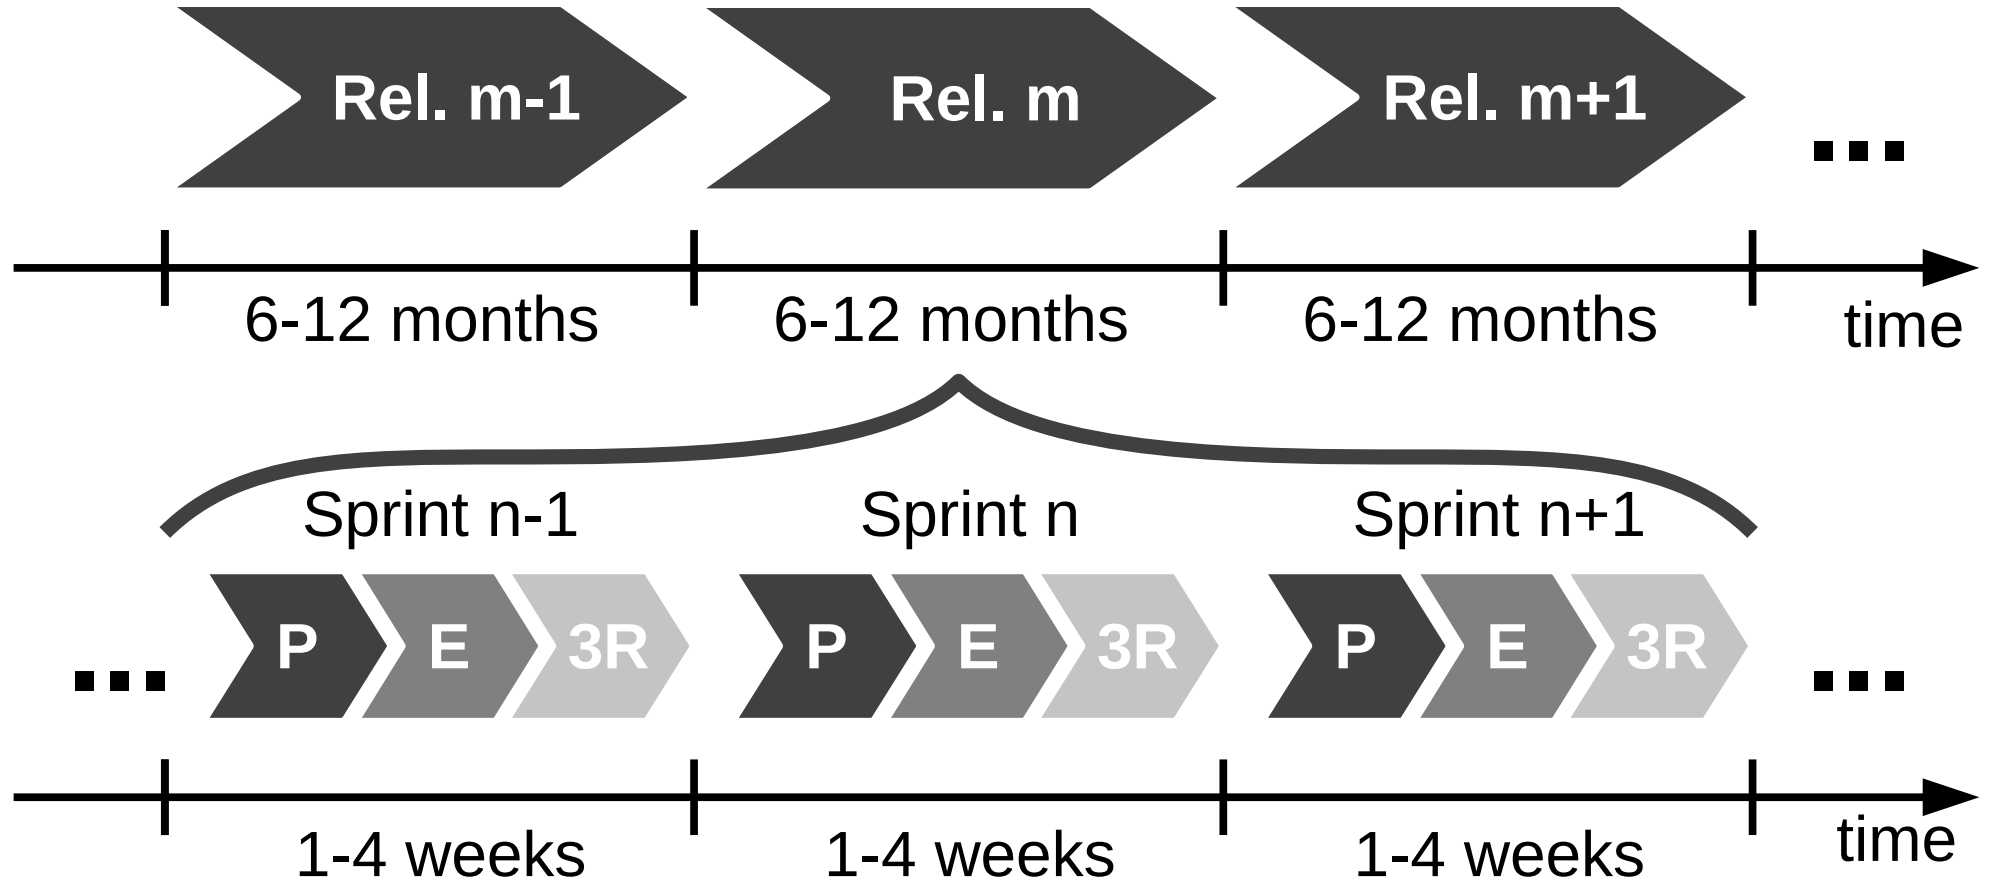 Rel. m-1 Rel. m Rel. m+1
...
6-12 months 6-12 months 6-12 months time
Sprint n-1 Sprint n Sprint n+1
P E 3R P E 3R P E 3R
... ...
1-4 weeks 1-4 weeks 1-4 weeks time